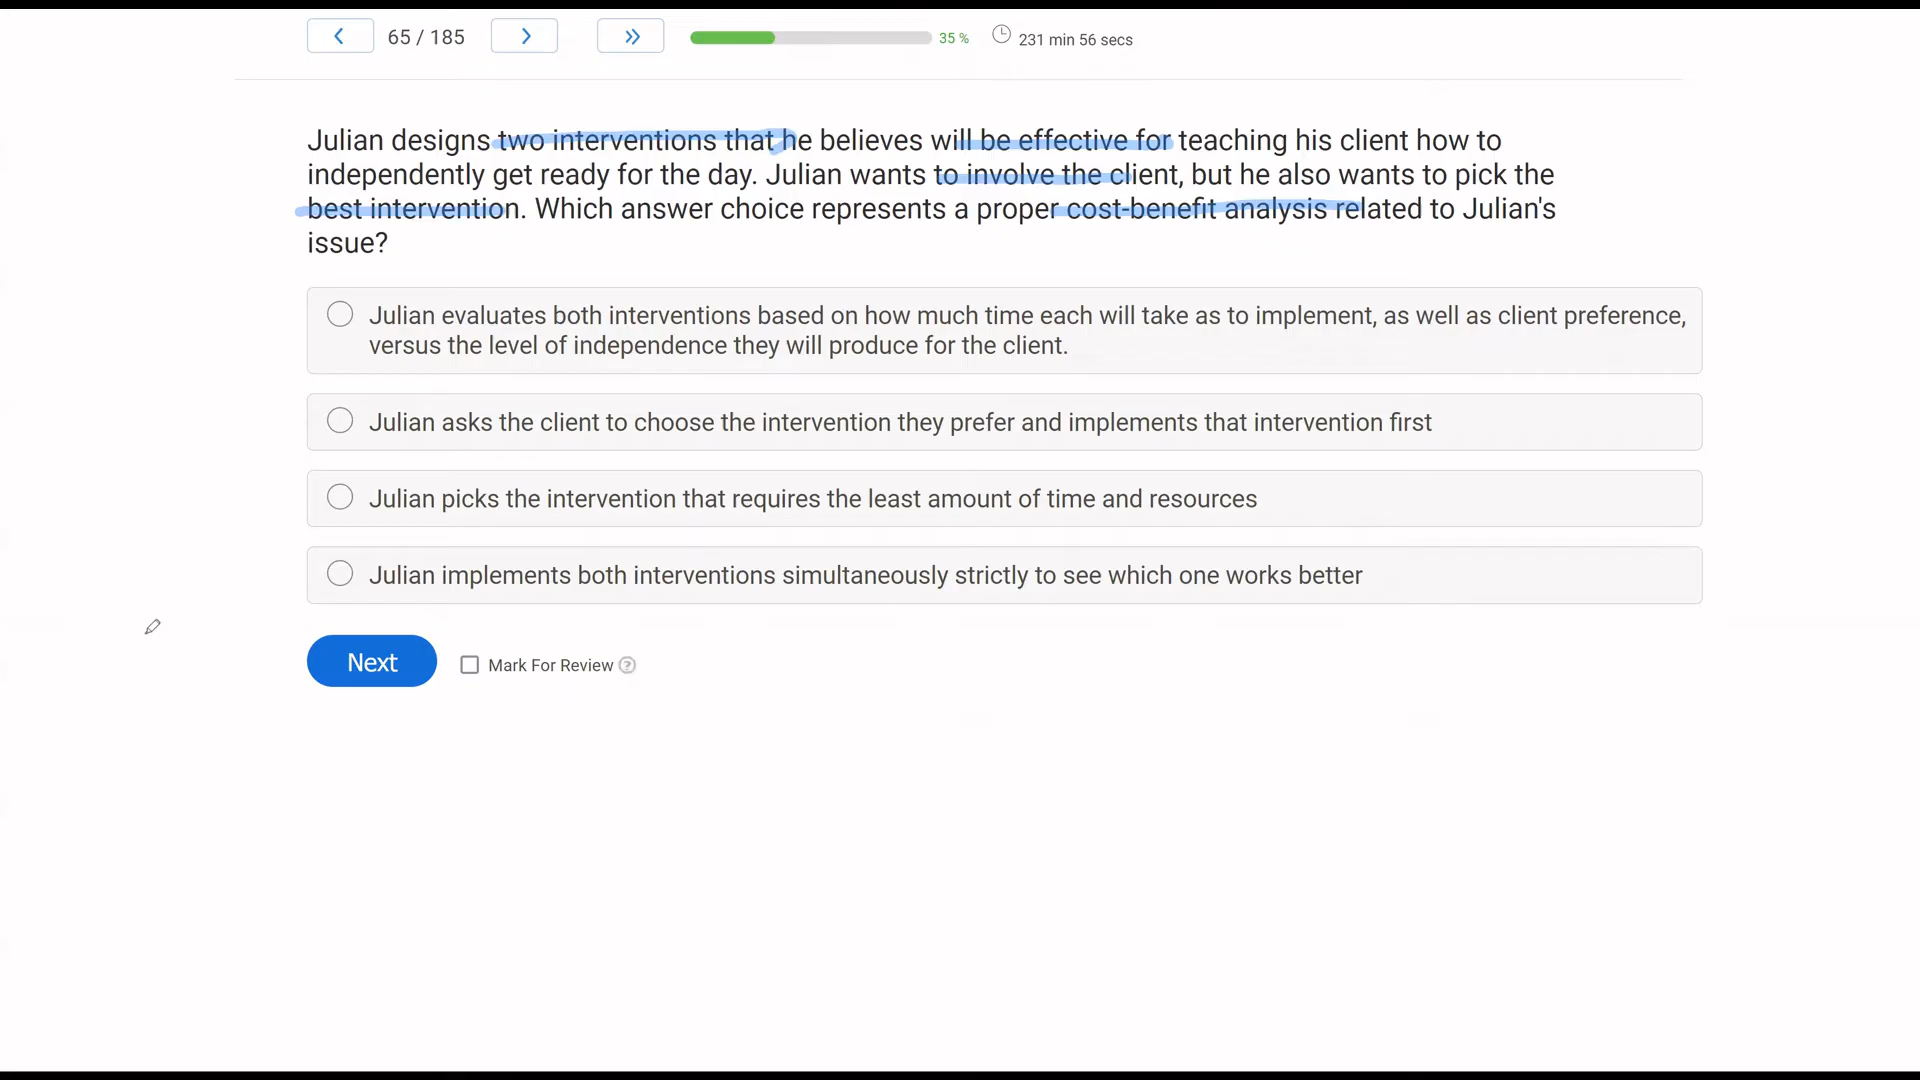 65 / 185
35 %
231 min 56 secs
Julian designs two interventions that he believes will be effective for teaching his client how to
independently get ready for the day. Julian wants to involve the client, but he also wants to pick the
best intervention. Which answer choice represents a proper cost-benefit analysis related to Julian's
issue?
Julian evaluates both interventions based on how much time each will take as to implement, as well as client preference,
versus the level of independence they will produce for the client.
Julian asks the client to choose the intervention they prefer and implements that intervention first
Julian picks the intervention that requires the least amount of time and resources
Julian implements both interventions simultaneously strictly to see which one works better
Next
Mark For Review ?